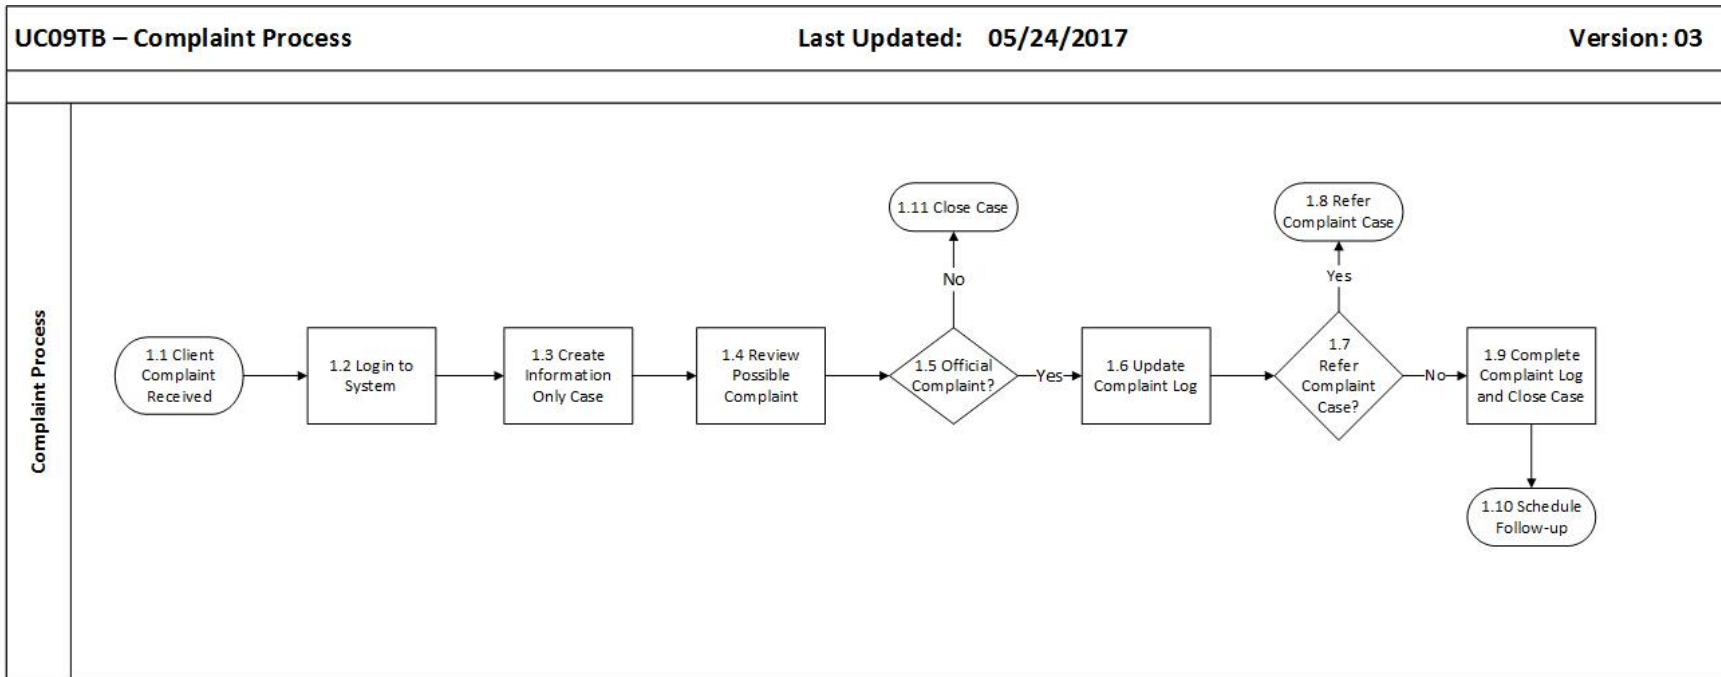 UC09TB – Complaint Process
Last Updated: 05/24/2017
Version: 03
Complaint Process
1.1 Client
Complaint
Received
1.2 Login to
System
1.3 Create
Information
Only Case
1.4 Review
Possible
Complaint
1.5 Official
Complaint?
No
1.11 Close Case
Yes
1.6 Update
Complaint Log
1.7
Refer
Complaint
Case?
Yes
1.8 Refer
Complaint Case
No
1.9 Complete
Complaint Log
and Close Case
1.10 Schedule
Follow-up